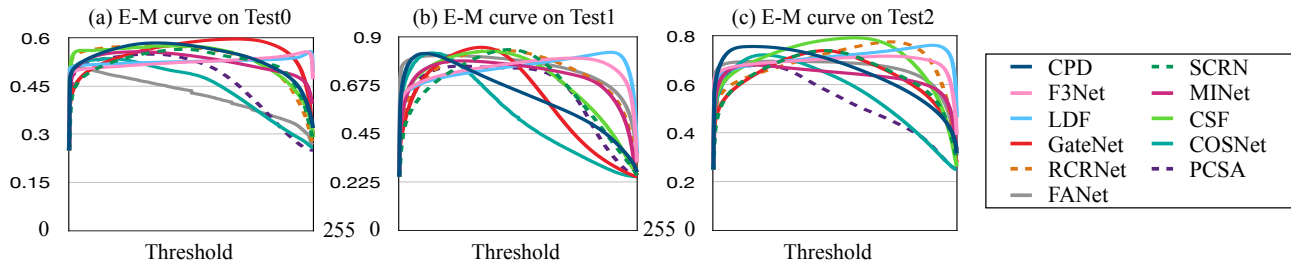 (a) E-M curve on Test0
0.6
0.45
0.3
0.15
0
255
Threshold
(b) E-M curve on Test1
0.9
0.675
0.45
0.225
0
255
Threshold
(c) E-M curve on Test2
0.8
0.6
0.4
0.2
0
Threshold
CPD
F3Net
LDF
GateNet
RCRNet
FANet
SCRN
MINet
CSF
COSNet
PCSA